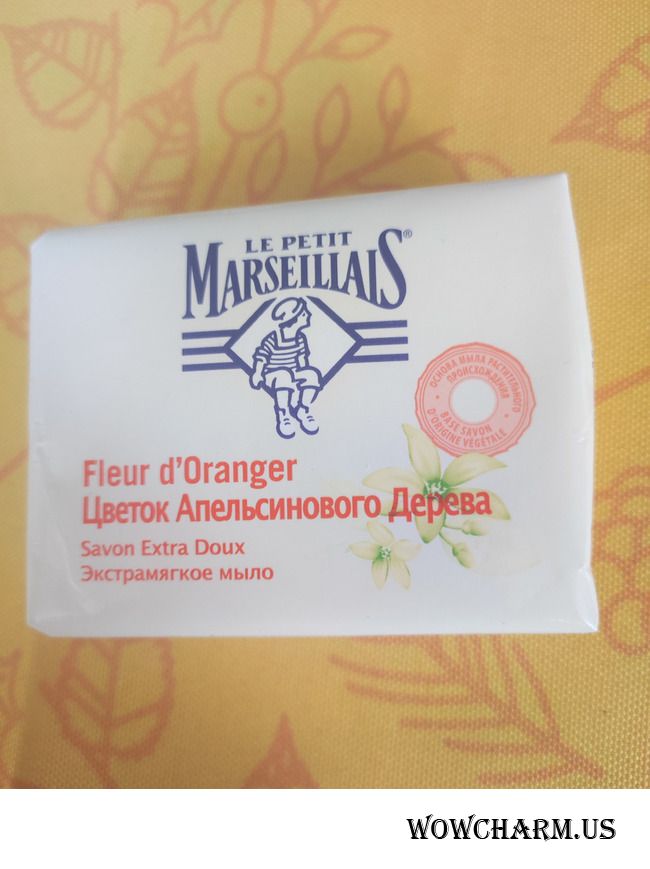 LE PETIT
MARSEILLAIS®
ОСНОВА МЫЛА РАСТИТЕЛЬНОГО
ПРОИСХОЖДЕНИЯ
BASE SAVON
D'ORIGINE VÉGÉTALE
Fleur d'Oranger
Цветок Апельсинового Дерева
Savon Extra Doux
Экстрамягкое мыло
WOWCHARM.US